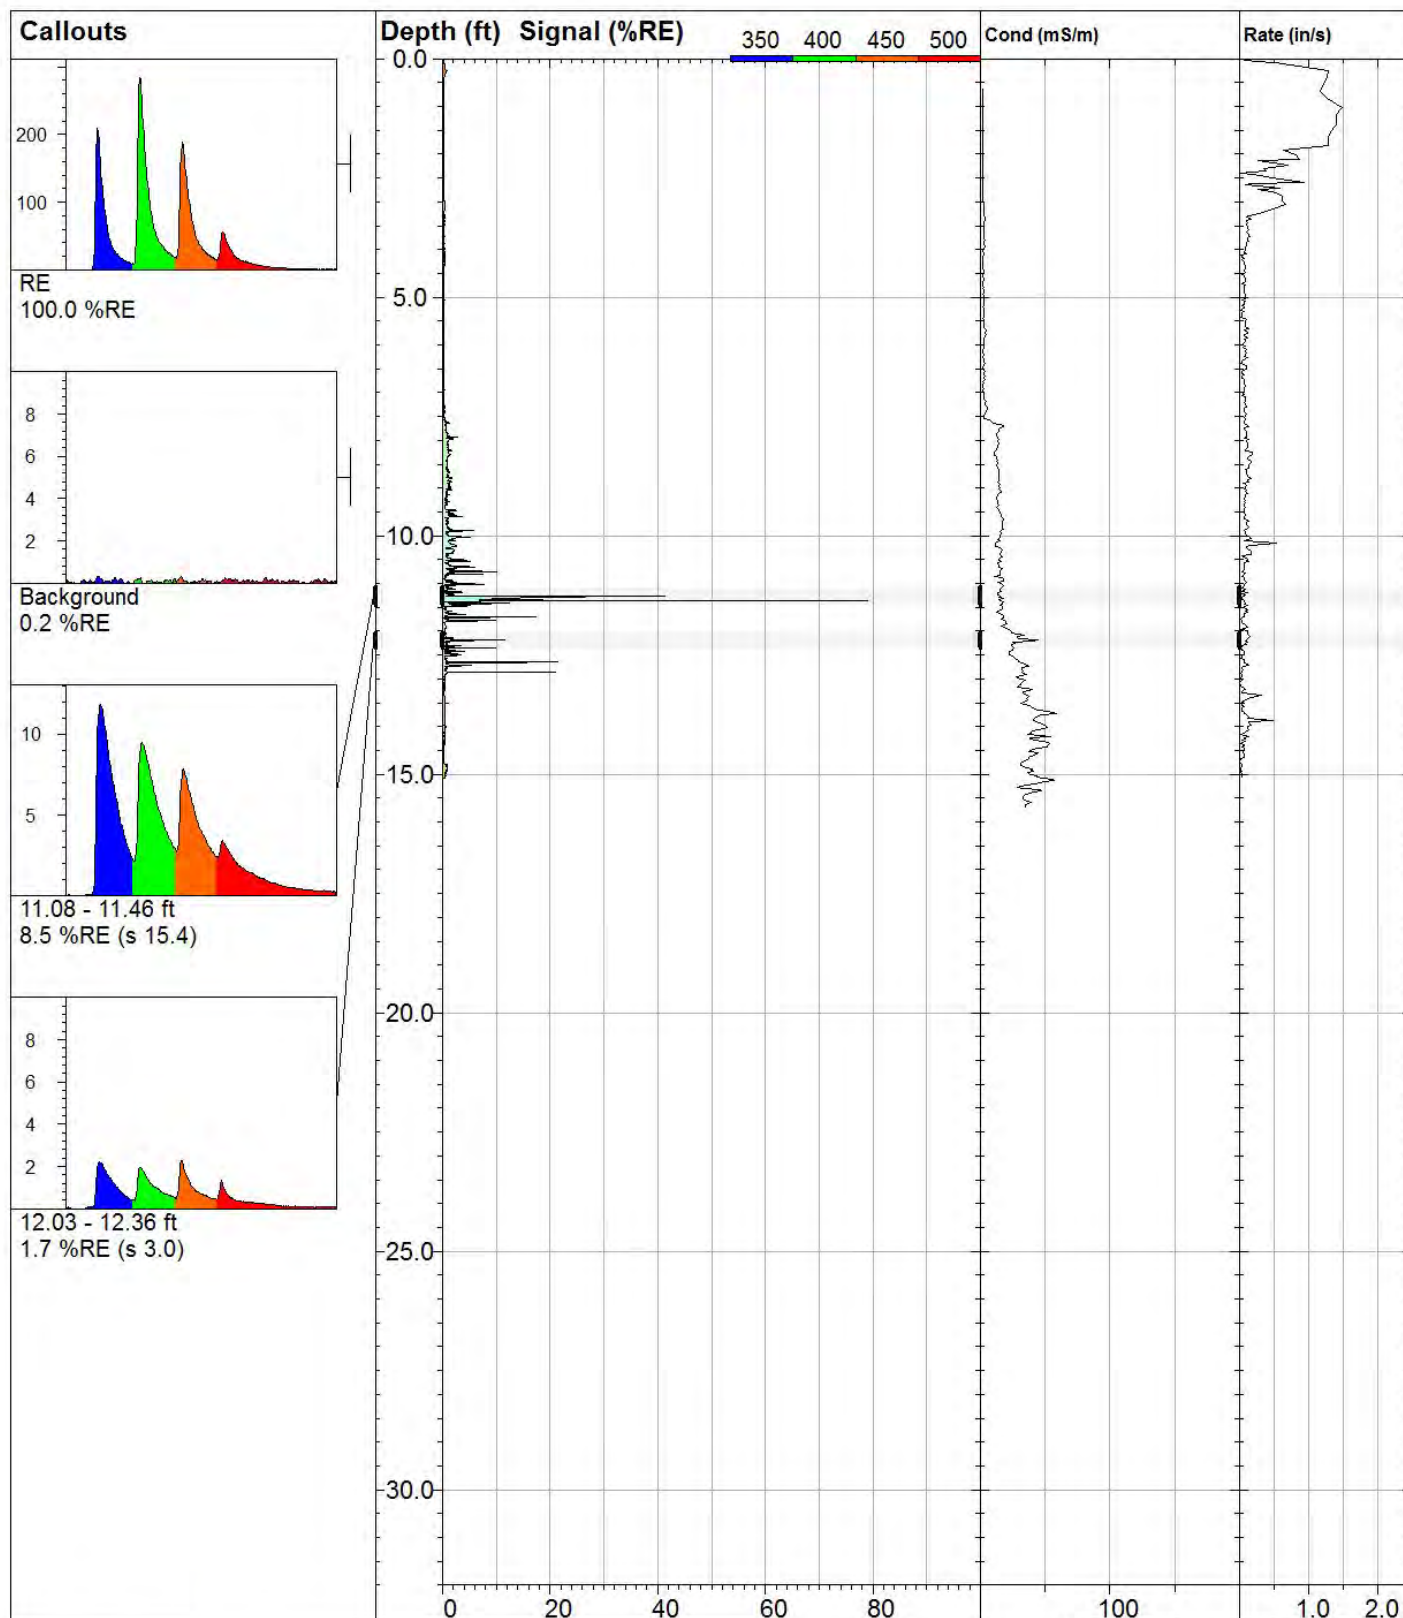 Callouts
Depth (ft) Signal (%RE) 350 400 450 500
Cond (mS/m)
Rate (in/s)
200
100
RE
100.0 %RE
8
6
4
2
Background
0.2 %RE
10
5
11.08 - 11.46 ft
8.5 %RE (s 15.4)
8
6
4
2
12.03 - 12.36 ft
1.7 %RE (s 3.0)
0.0
5.0
10.0
15.0
20.0
25.0
30.0
0 20 40 60 80
100
1.0 2.0